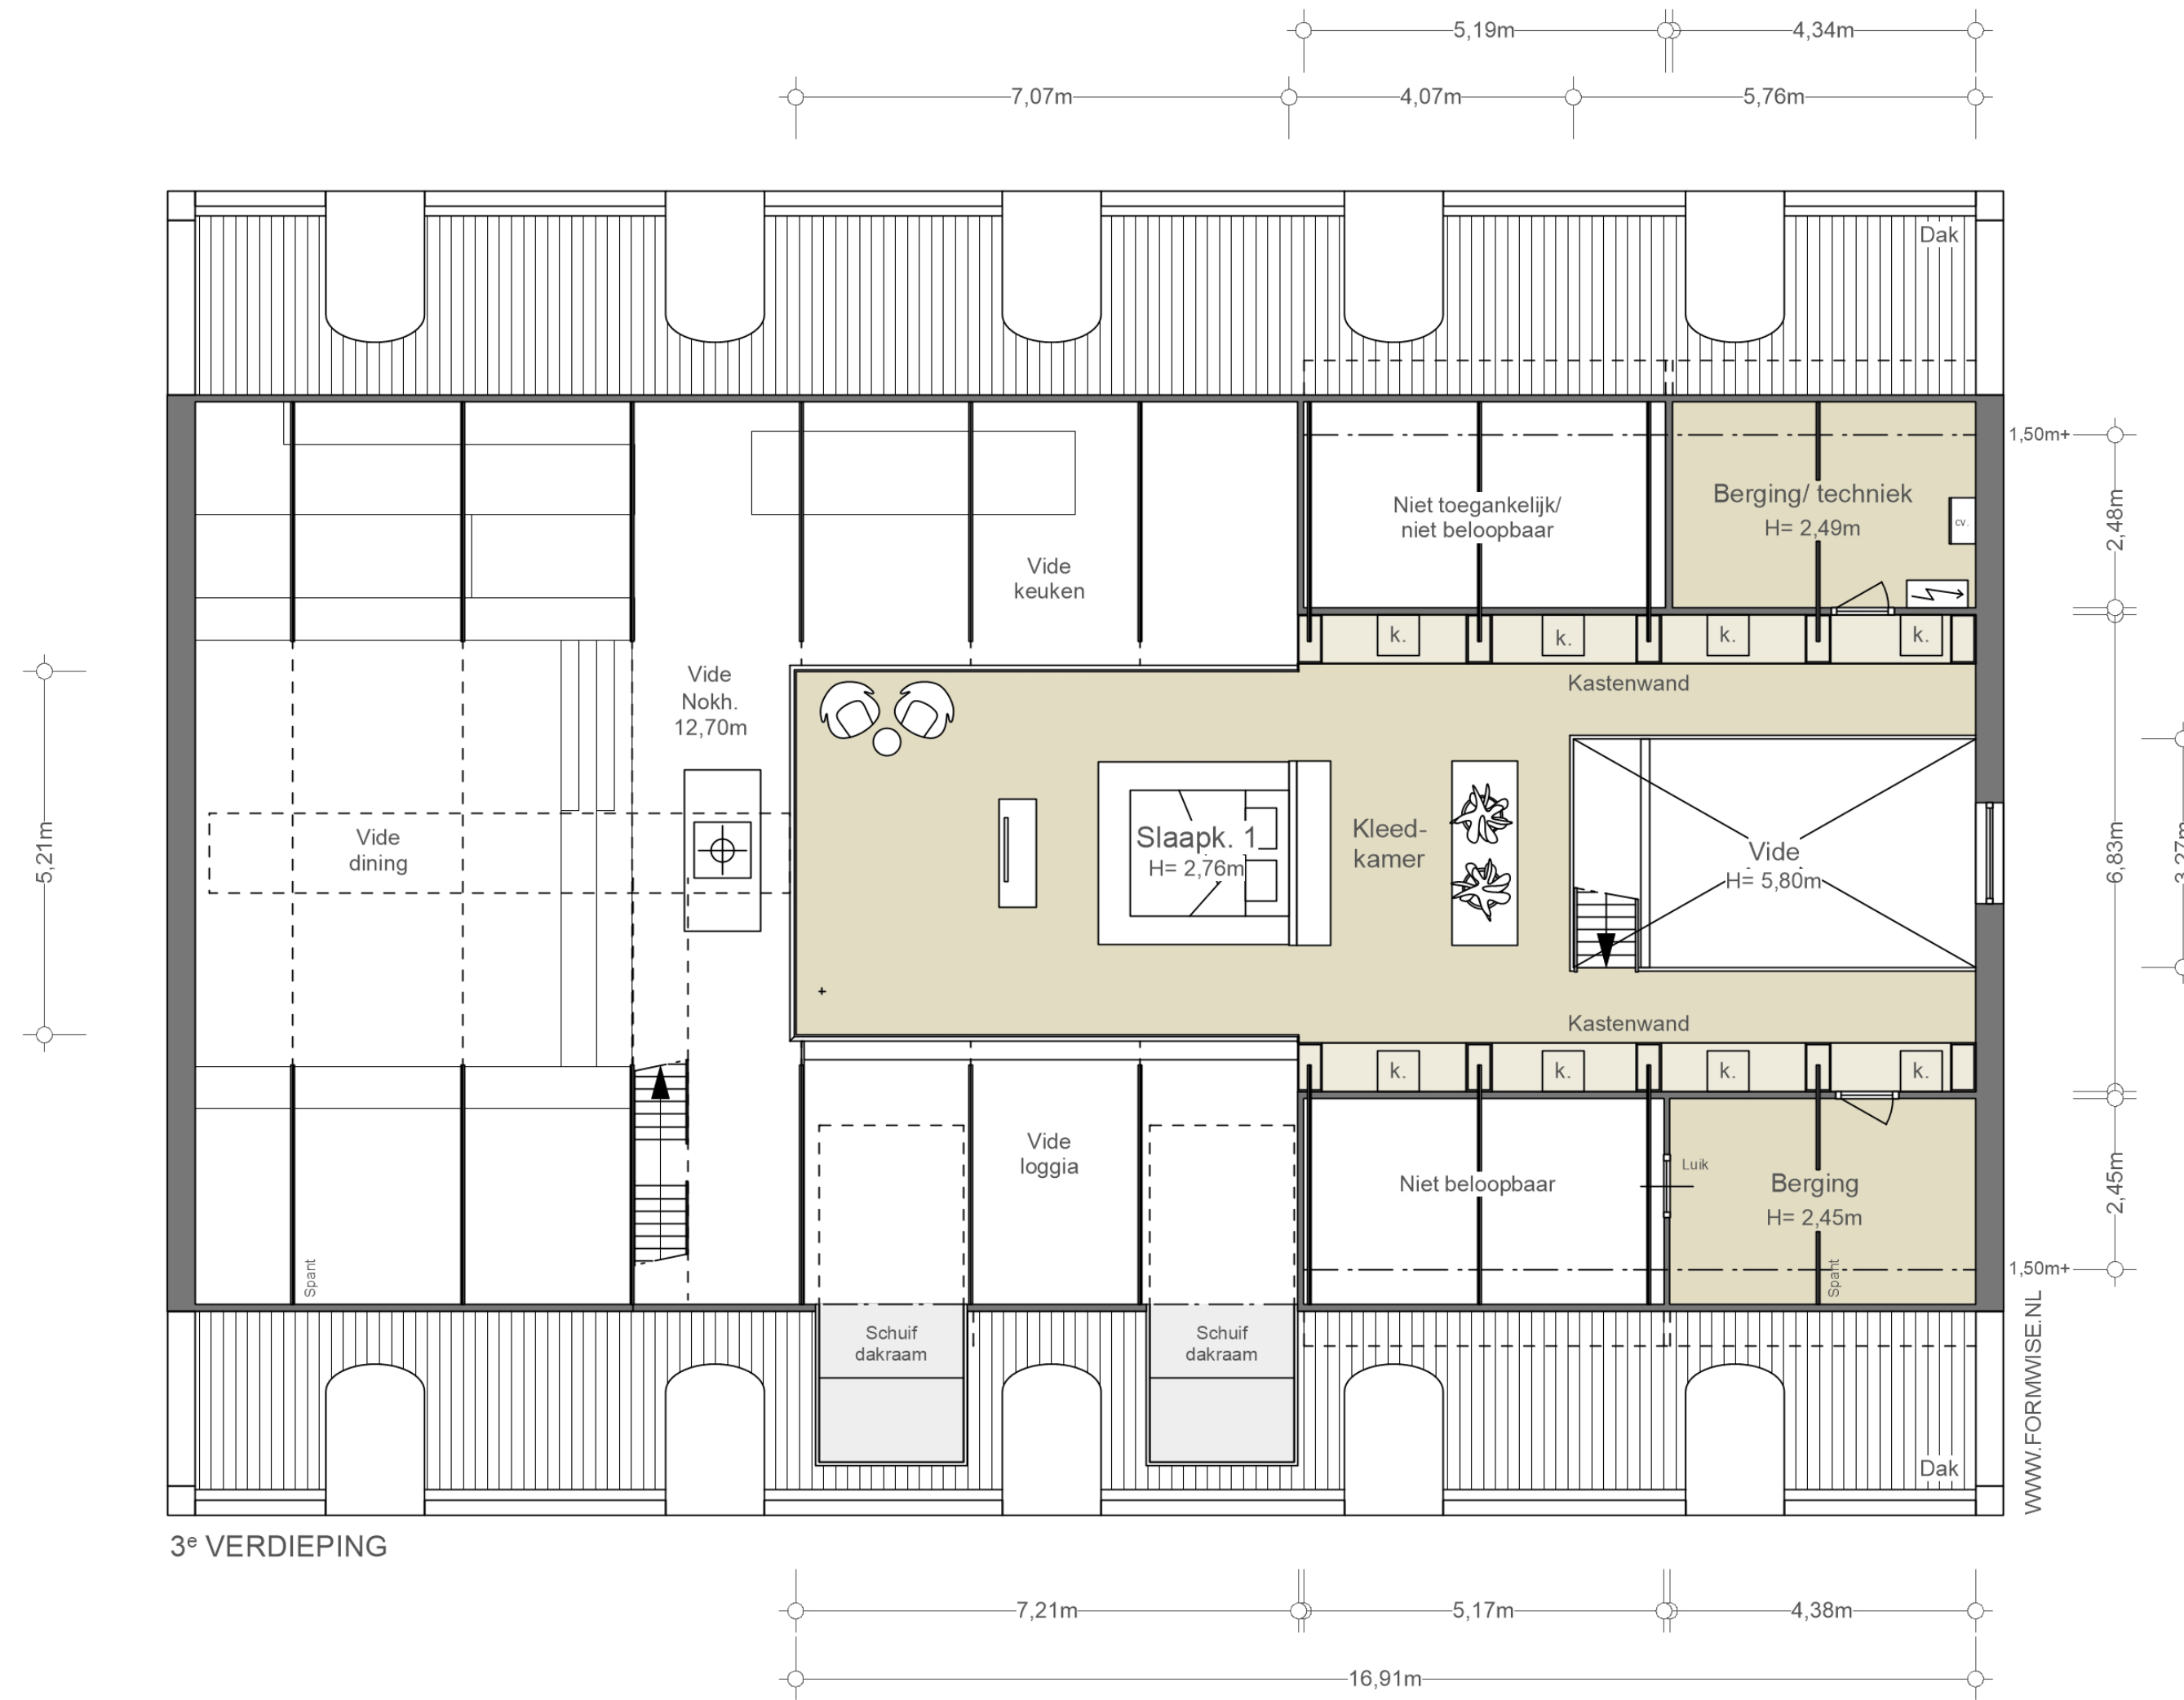 5,19m
4,34m
7,07m
4,07m
5,76m
Dak
1,50m+
Berging/ techniek
H= 2,49m
cv.
Niet toegankelijk/
niet beloopbaar
2,48m
Vide
keuken
k.
k.
k.
k.
Kastenwand
Vide
Nokh.
12,70m
5,21m
Vide
dining
Slaapk. 1
H= 2,76m
Kleed-
kamer
Vide
H= 5,80m
6,83m
3,27m
Kastenwand
k.
k.
k.
k.
Vide
loggia
Niet beloopbaar
Luik
Berging
H= 2,45m
2,45m
Spant
Spant
1,50m+
Schuif
dakraam
Schuif
dakraam
Dak
WWW.FORMWISE.NL
3e VERDIEPING
7,21m
5,17m
4,38m
16,91m